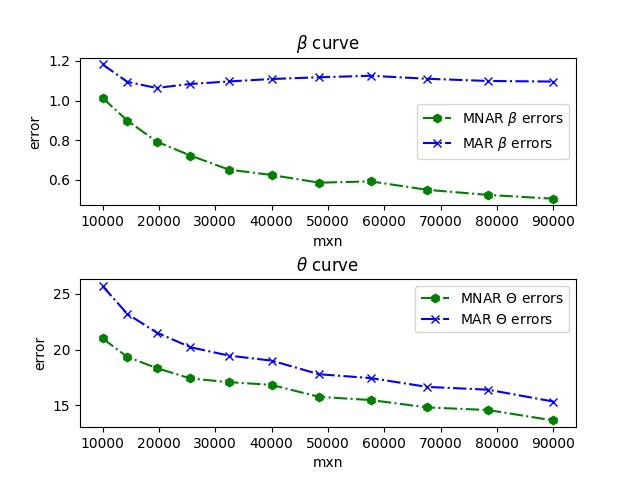 β curve
1.2
1.0
0.8
0.6
error
MNAR β errors
MAR β errors
10000 20000 30000 40000 50000 60000 70000 80000 90000
mxn
θ curve
25
20
15
error
MNAR Θ errors
MAR Θ errors
10000 20000 30000 40000 50000 60000 70000 80000 90000
mxn